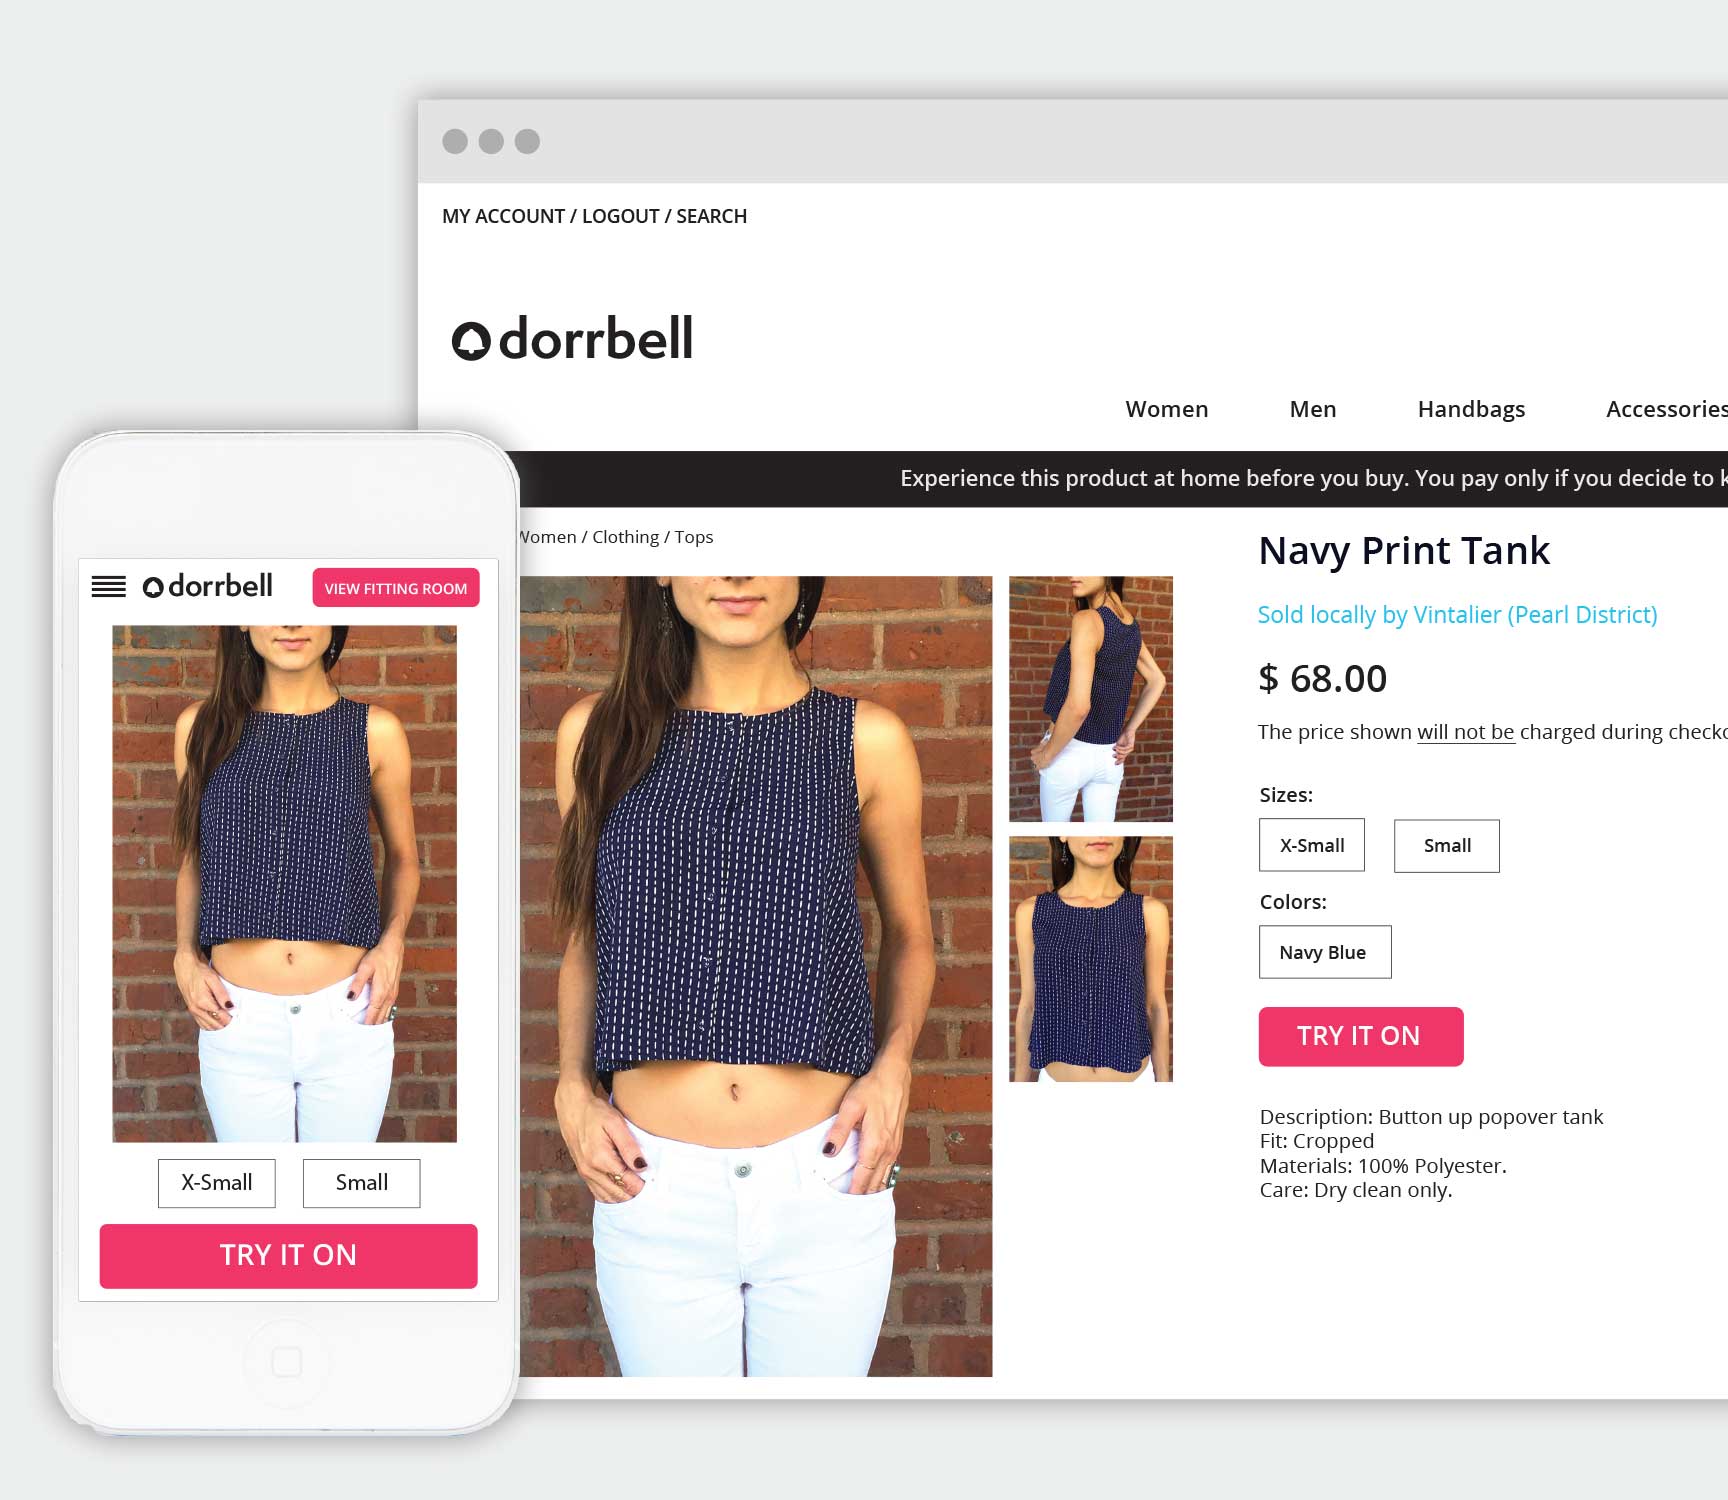 MY ACCOUNT / LOGOUT / SEARCH
dorrbell
Women Men Handbags Accessories
Experience this product at home before you buy. You pay only if you decide to
Women / Clothing / Tops
Navy Print Tank
Sold locally by Vintalier (Pearl District)
$ 68.00
The price shown will not be charged during
Sizes:
X-Small Small
Colors:
Navy Blue
TRY IT ON
Description: Button up popover tank
Fit: Cropped
Materials: 100% Polyester.
Care: Dry clean only.
dorrbell VIEW FITTING ROOM
X-Small Small
TRY IT ON